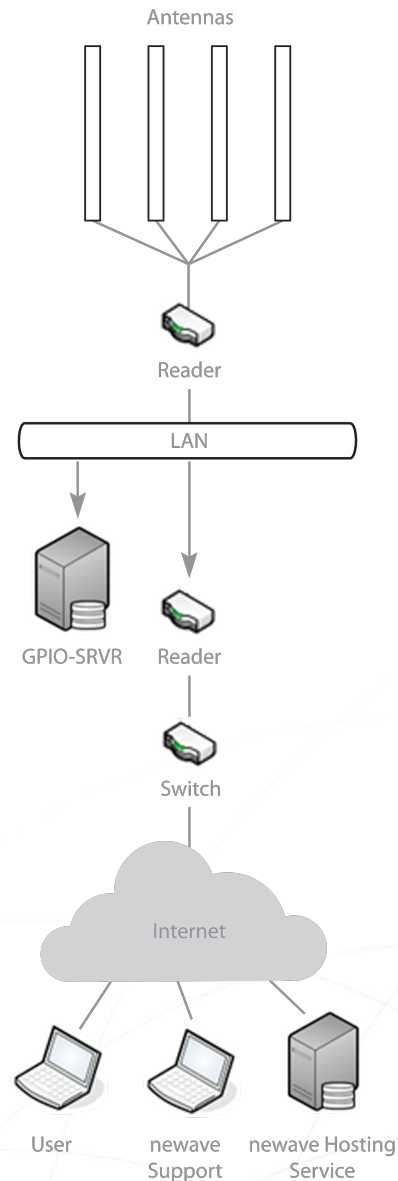 Antennas
Reader
LAN
GPIO-SRVR
Reader
Switch
Internet
User
newave
Support
newave Hosting
Service